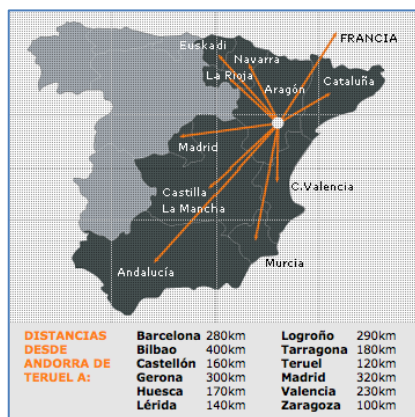 Euskadi
FRANCIA
Navarra
La Rioja
Aragón
Cataluña
Madrid
Castilla
La Mancha
C.Valencia
Andalucía
Murcia
DISTANCIAS
DESDE
ANDORRA DE
TERUEL A:
Barcelona 280km
Bilbao 400km
Castellón 160km
Gerona 300km
Huesca 170km
Lérida 140km
Logroño 290km
Tarragona 180km
Teruel 120km
Madrid 320km
Valencia 230km
Zaragoza 100km